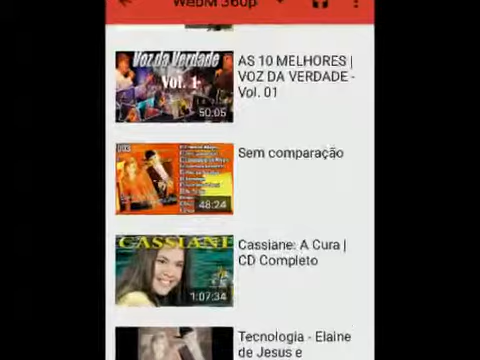 WebM 360p
AS 10 MELHORES |
VOZ DA VERDADE -
Vol. 01
Voz da Verdade
Vol. 1
50:05
Sem comparação
48:24
Cassiane: A Cura |
CD Completo
CASSIANE
1:07:34
Tecnologia - Elaine
de Jesus e